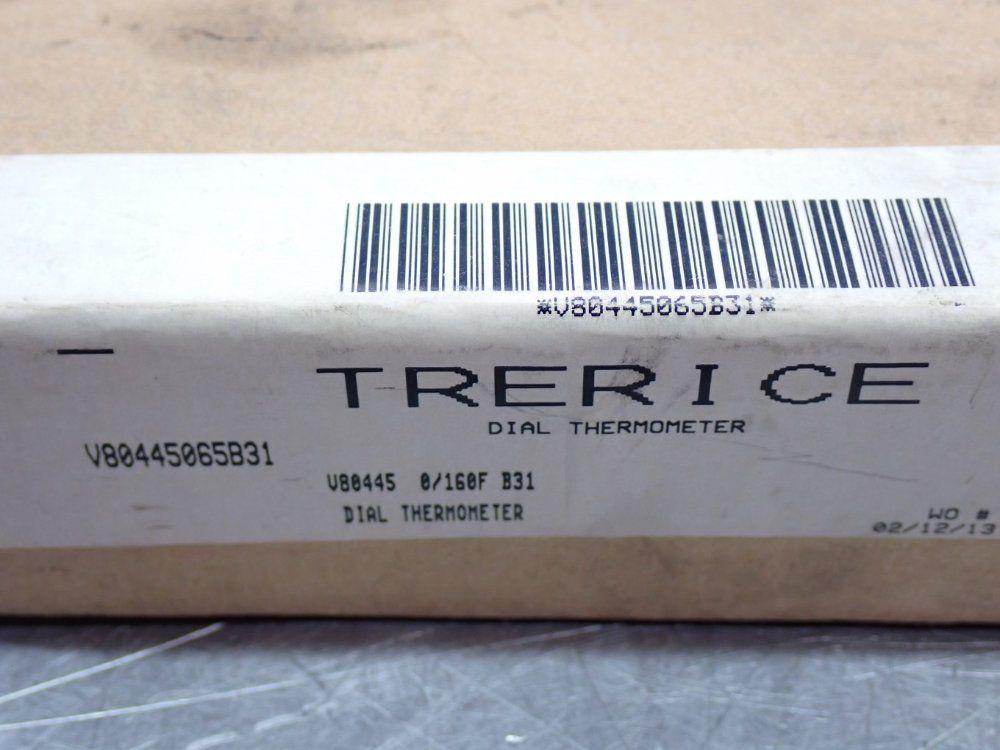 *V80445065B31*
TRERICE
DIAL THERMOMETER
V80445065B31
V80445 0/160F B31
DIAL THERMOMETER
WO #
02/12/13